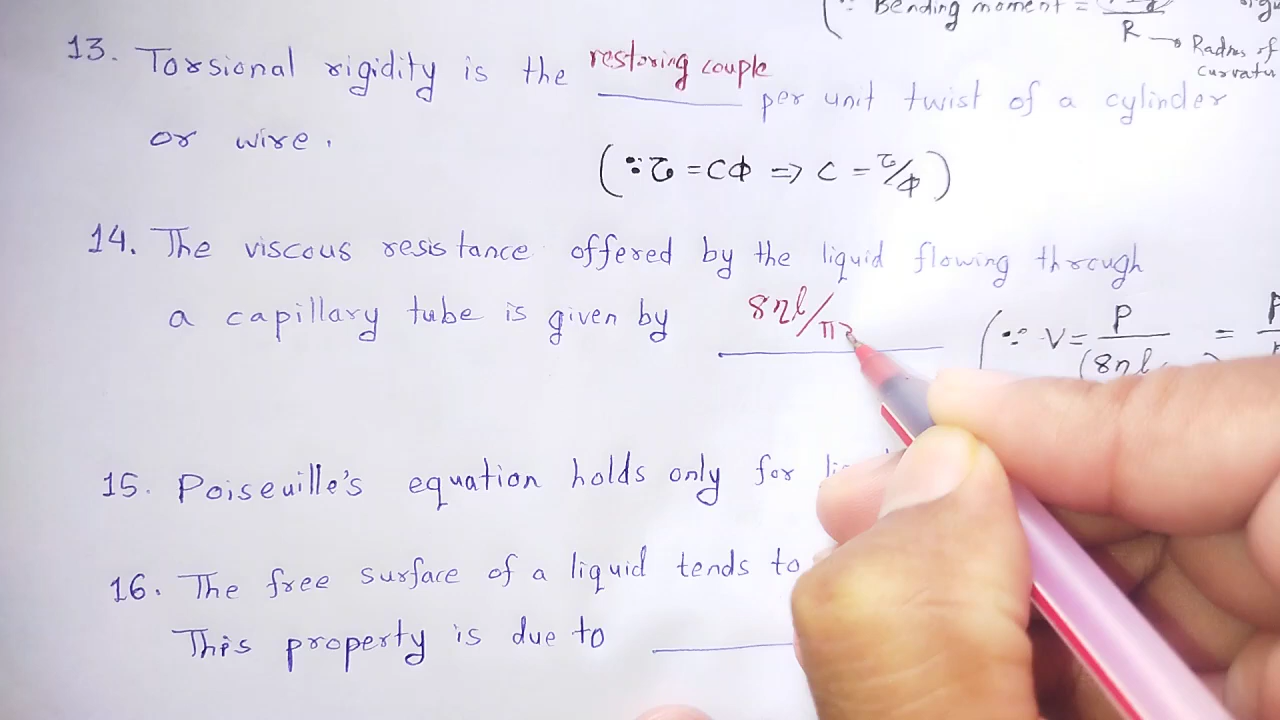 (∵ Bending moment =
R → Radius of
13. Torsional rigidity is the restoring couple per unit twist of a cylinder
or wire.
(∵ τ = Cφ => C = τ/φ)
14. The viscous resistance offered by the liquid flowing through
a capillary tube is given by 8ηl/π
(∵ V = P/(8ηl =
15. Poiseuille's equation holds only for
16. The free surface of a liquid tends to
This property is due to